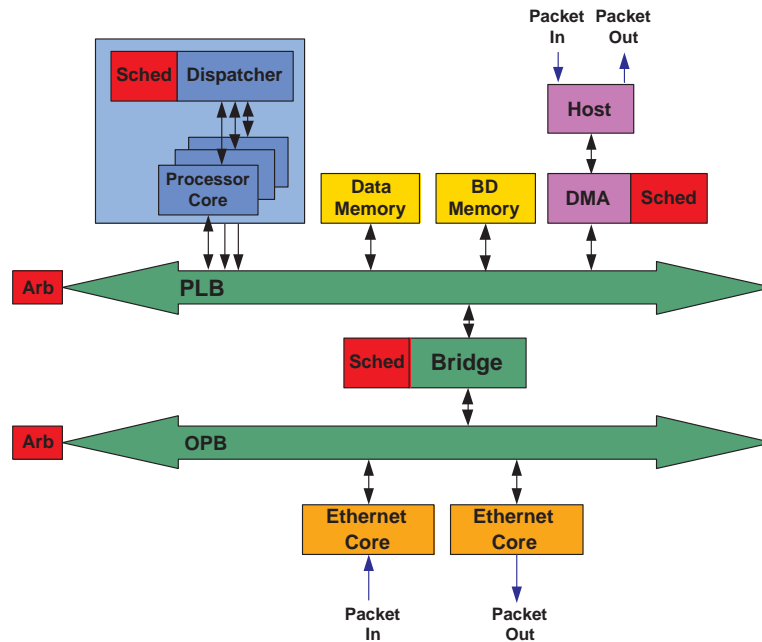 Packet
In
Packet
Out
Sched
Dispatcher
Host
Processor
Core
Data
Memory
BD
Memory
DMA
Sched
Arb
PLB
Sched
Bridge
Arb
OPB
Ethernet
Core
Ethernet
Core
Packet
In
Packet
Out